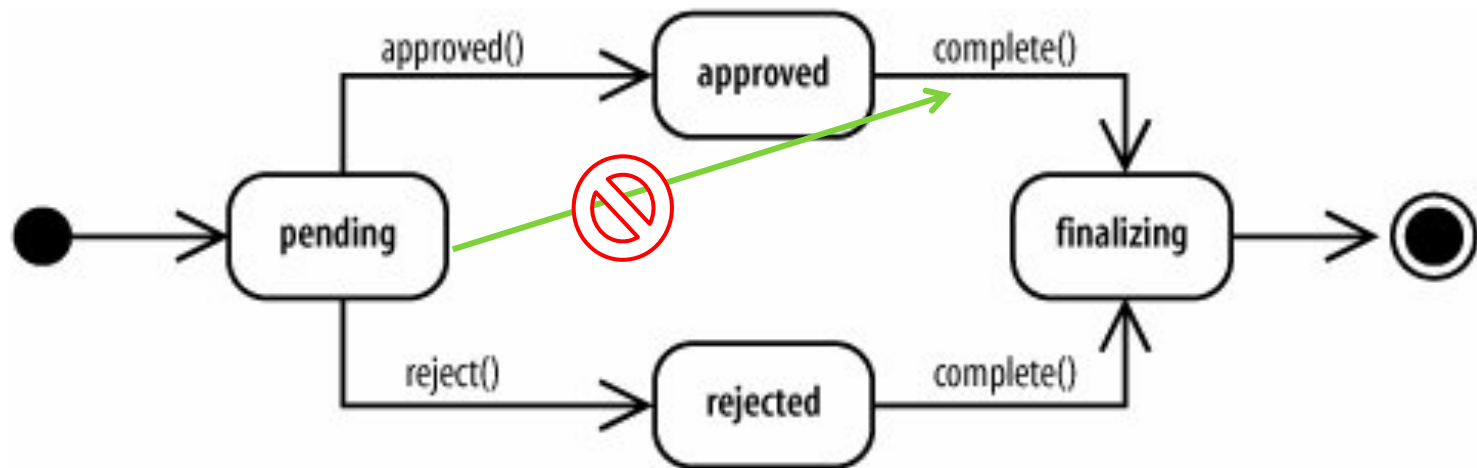 approved()
approved
complete()
pending
finalizing
reject()
rejected
complete()